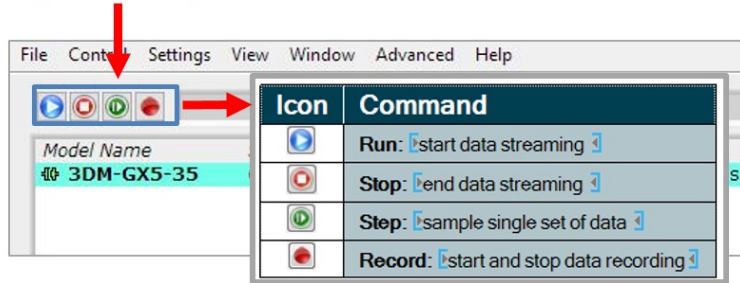 File Control Settings View Window Advanced Help
Icon Command
Model Name
Run: start data streaming
3DM-GX5-35
Stop: end data streaming
Step: sample single set of data
Record: start and stop data recording